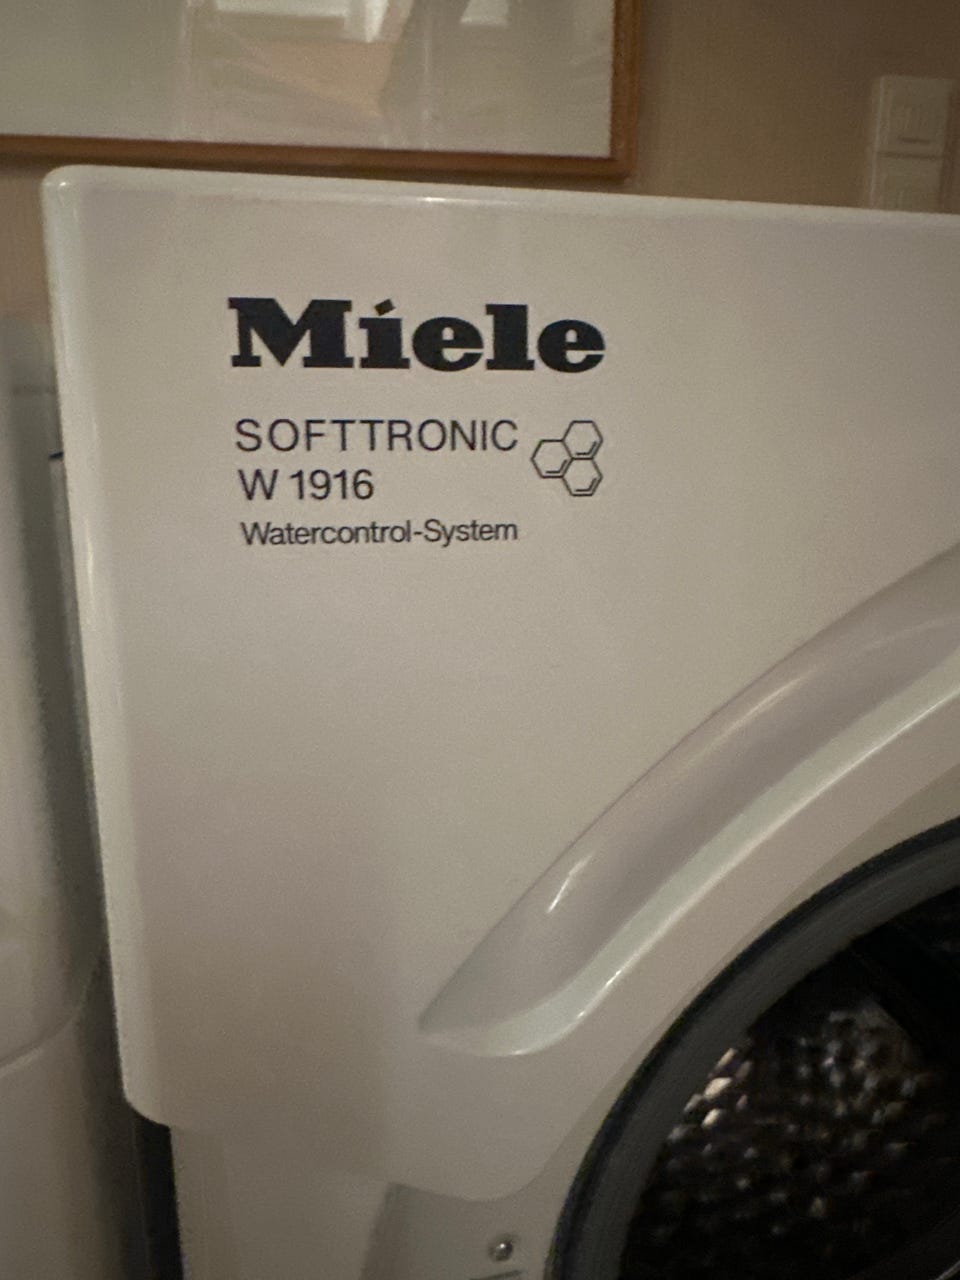 Miele
SOFTTRONIC
W 1916
Watercontrol-System